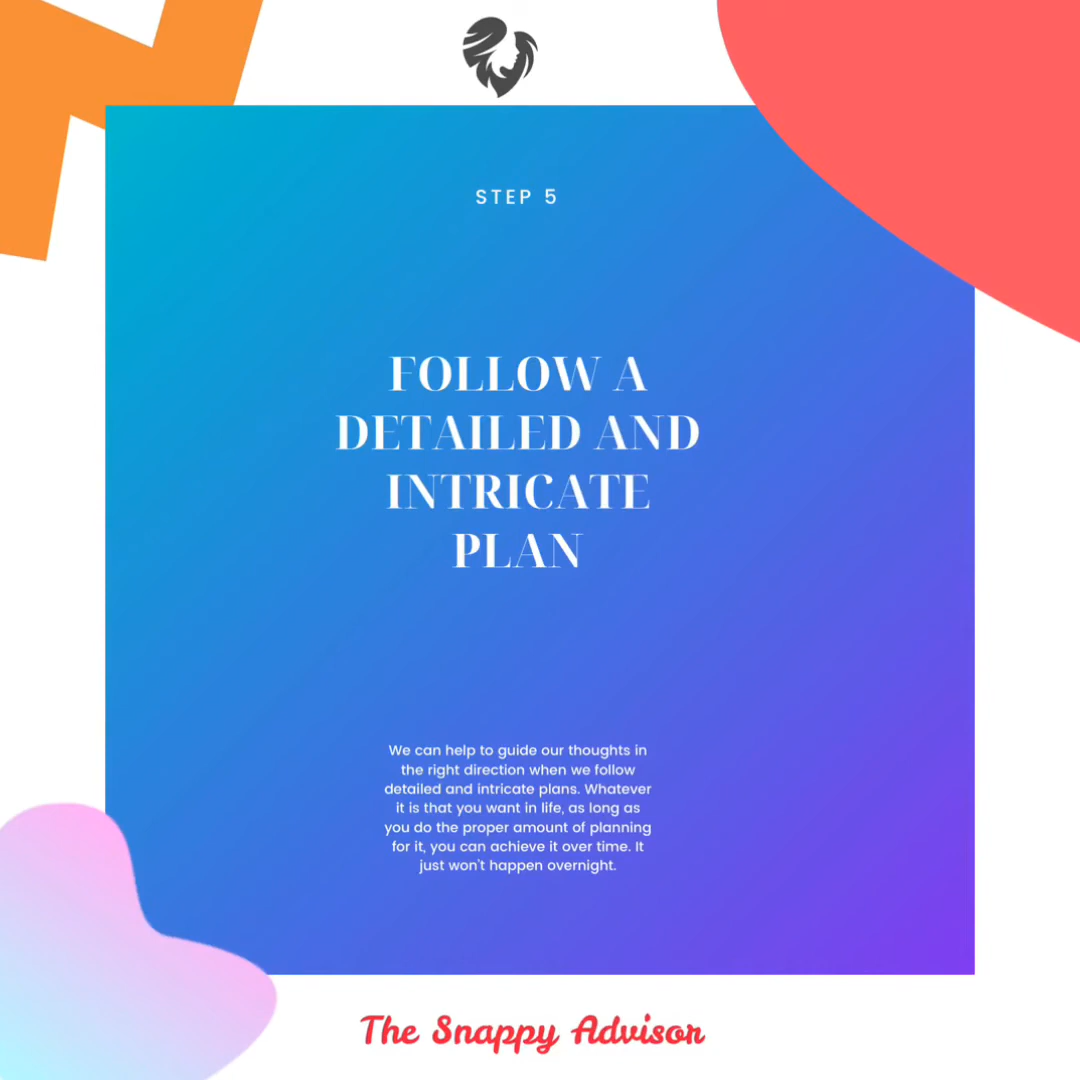 STEP 5
FOLLOW A
DETAILED AND
INTRICATE
PLAN
We can help to guide our thoughts in
the right direction when we follow
detailed and intricate plans. Whatever
it is that you want in life, as long as
you do the proper amount of planning
for it, you can achieve it over time. It
just won't happen overnight.
The Snappy Advisor